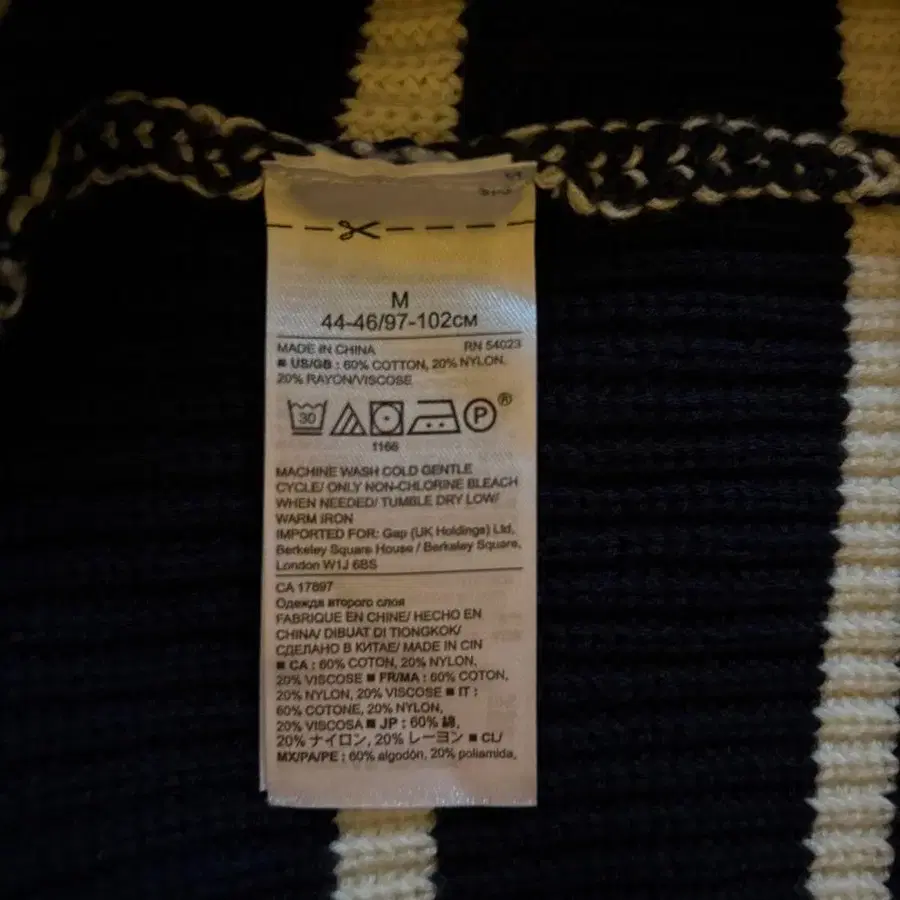 M
44-46/97-102CM
MADE IN CHINA RN 54023
■ US/GB : 60% COTTON, 20% NYLON,
20% RAYON/VISCOSE
30 P ®
1166
MACHINE WASH COLD GENTLE
CYCLE/ ONLY NON-CHLORINE BLEACH
WHEN NEEDED/ TUMBLE DRY LOW/
WARM IRON
IMPORTED FOR: Gap (UK Holdings) Ltd,
Berkeley Square House / Berkeley Square,
London W1J 6BS
CA 17897
Одежда второго слоя
FABRIQUE EN CHINE/ HECHO EN
CHINA/ DIBUAT DI TIONGKOK/
СДЕЛАНО В КИТАЕ/ MADE IN CIN
■ CA : 60% COTON, 20% NYLON,
20% VISCOSE ■ FR/MA : 60% COTON,
20% NYLON, 20% VISCOSE ■ IT :
60% COTONE, 20% NYLON,
20% VISCOSA ■ JP : 60% 綿,
20% ナイロン, 20% レーヨン ■ CL/
MX/PA/PE : 60% algodón, 20% poliamida,